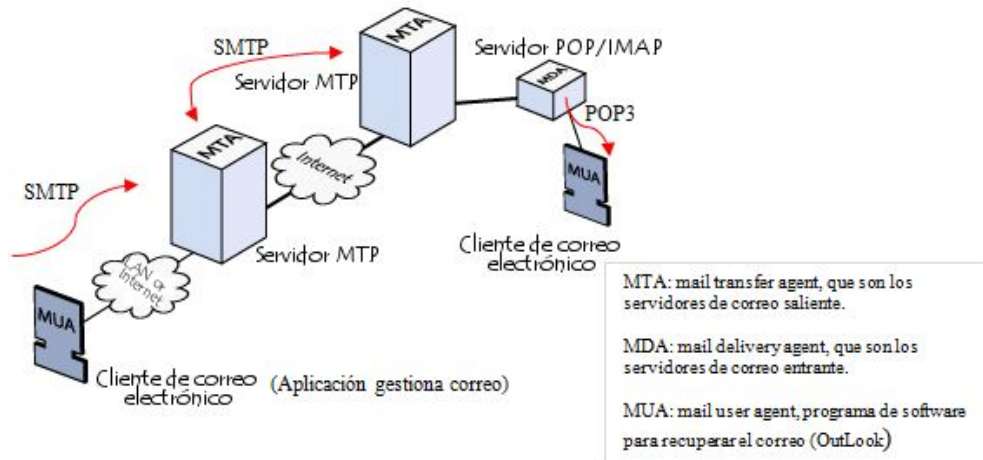 MTA
Servidor POP/IMAP
SMTP
Servidor MTP
MDA
POP3
MTA
Internet
MUA
SMTP
Servidor MTP
Cliente de correo
electrónico
LAN or
Internet
MUA
Cliente de correo
electrónico
(Aplicación gestiona correo)
MTA: mail transfer agent, que son los
servidores de correo saliente.
MDA: mail delivery agent, que son los
servidores de correo entrante.
MUA: mail user agent, programa de software
para recuperar el correo (OutLook)